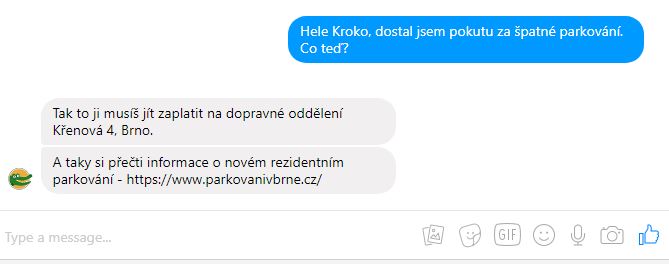 Hele Kroko, dostal jsem pokutu za špatné parkování.
Co teď?
Tak to ji musíš jít zaplatit na dopravné oddělení
Křenová 4, Brno.
A taky si přečti informace o novém rezidentním
parkování - https://www.parkovanivbrne.cz/
Type a message...
GIF